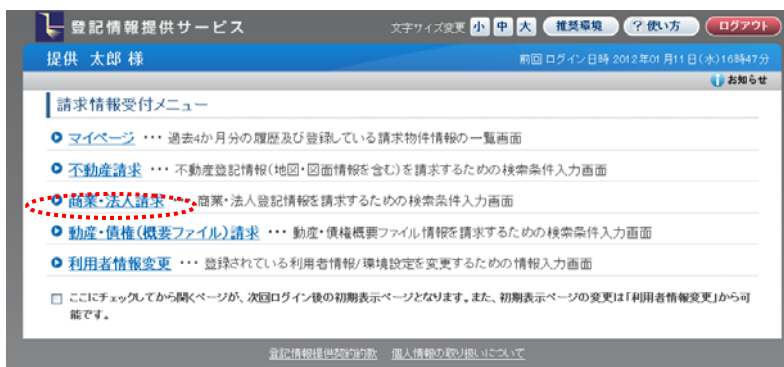 登記情報提供サービス
文字サイズ変更 小 中 大 推奨環境 ?使い方 ログアウト
提供 太郎 様
前回 ログイン日時 2012年01月11日(水)16時47分
お知らせ
請求情報受付メニュー
マイページ ・・・ 過去4か月分の履歴及び登録している請求物件情報の一覧画面
不動産請求 ・・・ 不動産登記情報(地図・図面情報を含む)を請求するための検索条件入力画面
商業・法人請求 ・・・ 商業・法人登記情報を請求するための検索条件入力画面
動産・債権(概要ファイル)請求 ・・・ 動産・債権概要ファイル情報を請求するための検索条件入力画面
利用者情報変更 ・・・ 登録されている利用者情報/環境設定を変更するための情報入力画面
ここにチェックしてから開くページが、次回ログイン後の初期表示ページとなります。また、初期表示ページの変更は「利用者情報変更」から可
能です。
登記情報提供契約約款 個人情報の取り扱いについて